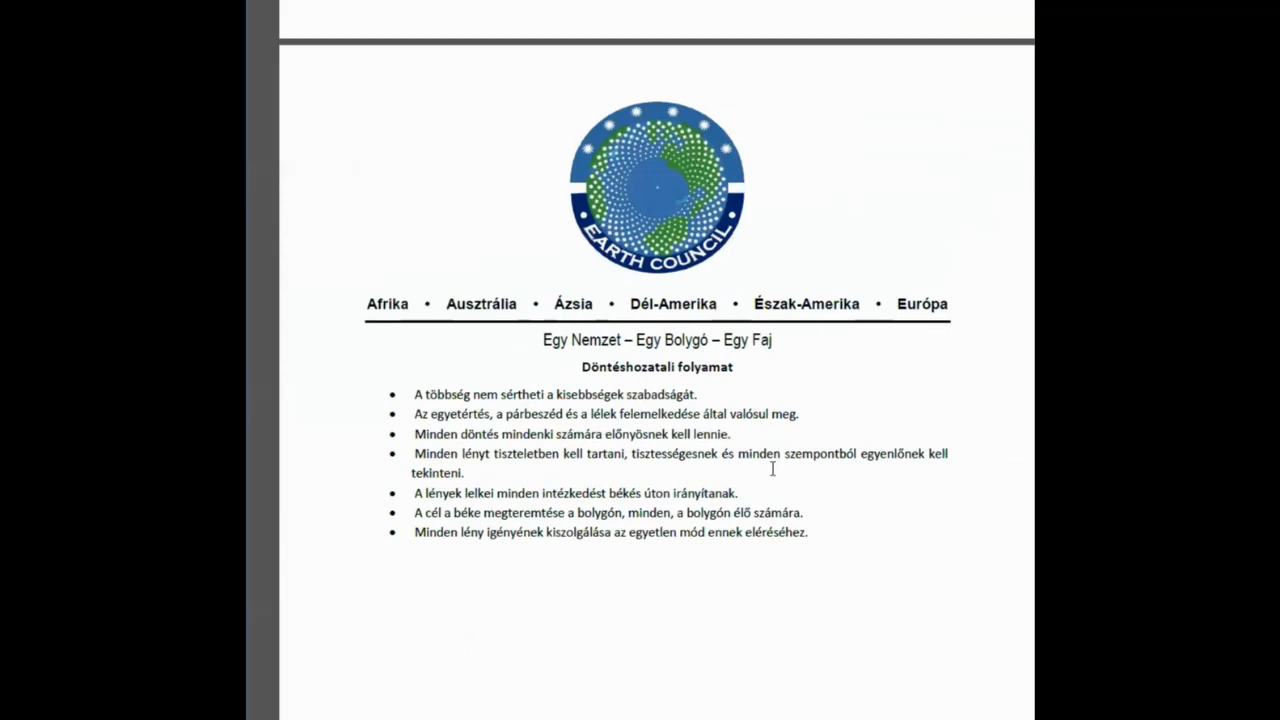 EARTH COUNCIL
Afrika • Ausztrália • Ázsia • Dél-Amerika • Észak-Amerika • Európa
Egy Nemzet – Egy Bolygó – Egy Faj
Döntéshozatali folyamat
• A többség nem sértheti a kisebbségek szabadságát.
• Az egyetértés, a párbeszéd és a lélek felemelkedése által valósul meg.
• Minden döntés mindenki számára előnyösnek kell lennie.
• Minden lényt tiszteletben kell tartani, tisztességesnek és minden szempontból egyenlőnek kell
tekinteni.
• A lények lelkei minden intézkedést békés úton irányítanak.
• A cél a béke megteremtése a bolygón, minden, a bolygón élő számára.
• Minden lény igényének kiszolgálása az egyetlen mód ennek eléréséhez.